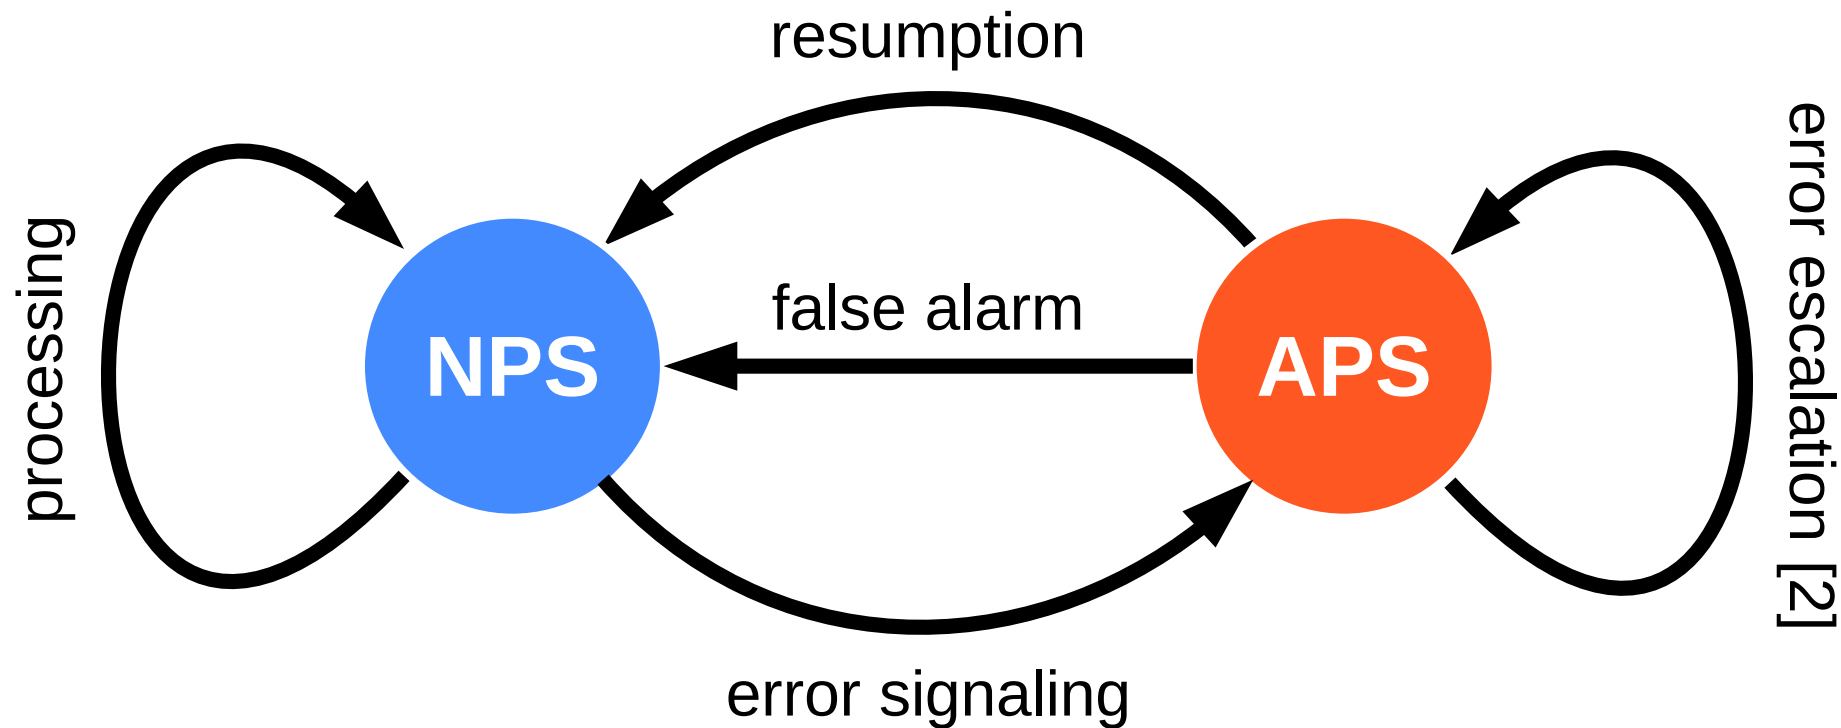 resumption
processing
error escalation [2]
false alarm
NPS
APS
error signaling